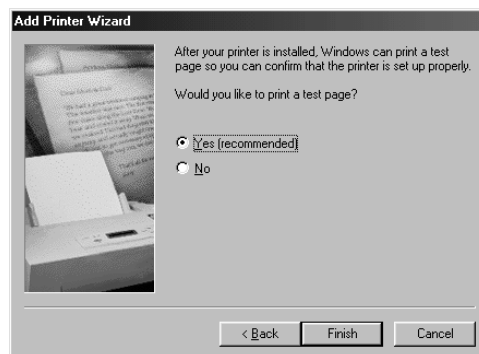 Add Printer Wizard
After your printer is installed, Windows can print a test
page so you can confirm that the printer is set up properly.
Would you like to print a test page?
Yes (recommended)
No
< Back
Finish
Cancel